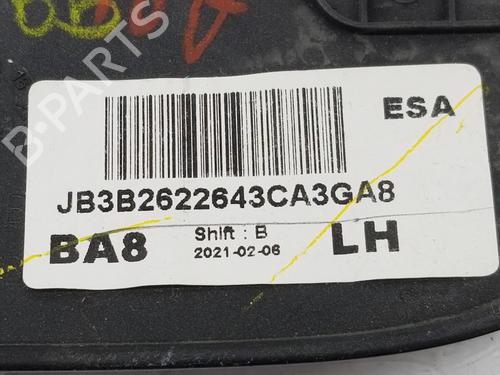 ESA
JB3B2622643CA3GA8
BA8
Shift : B
2021-02-06
LH
B-PARTS